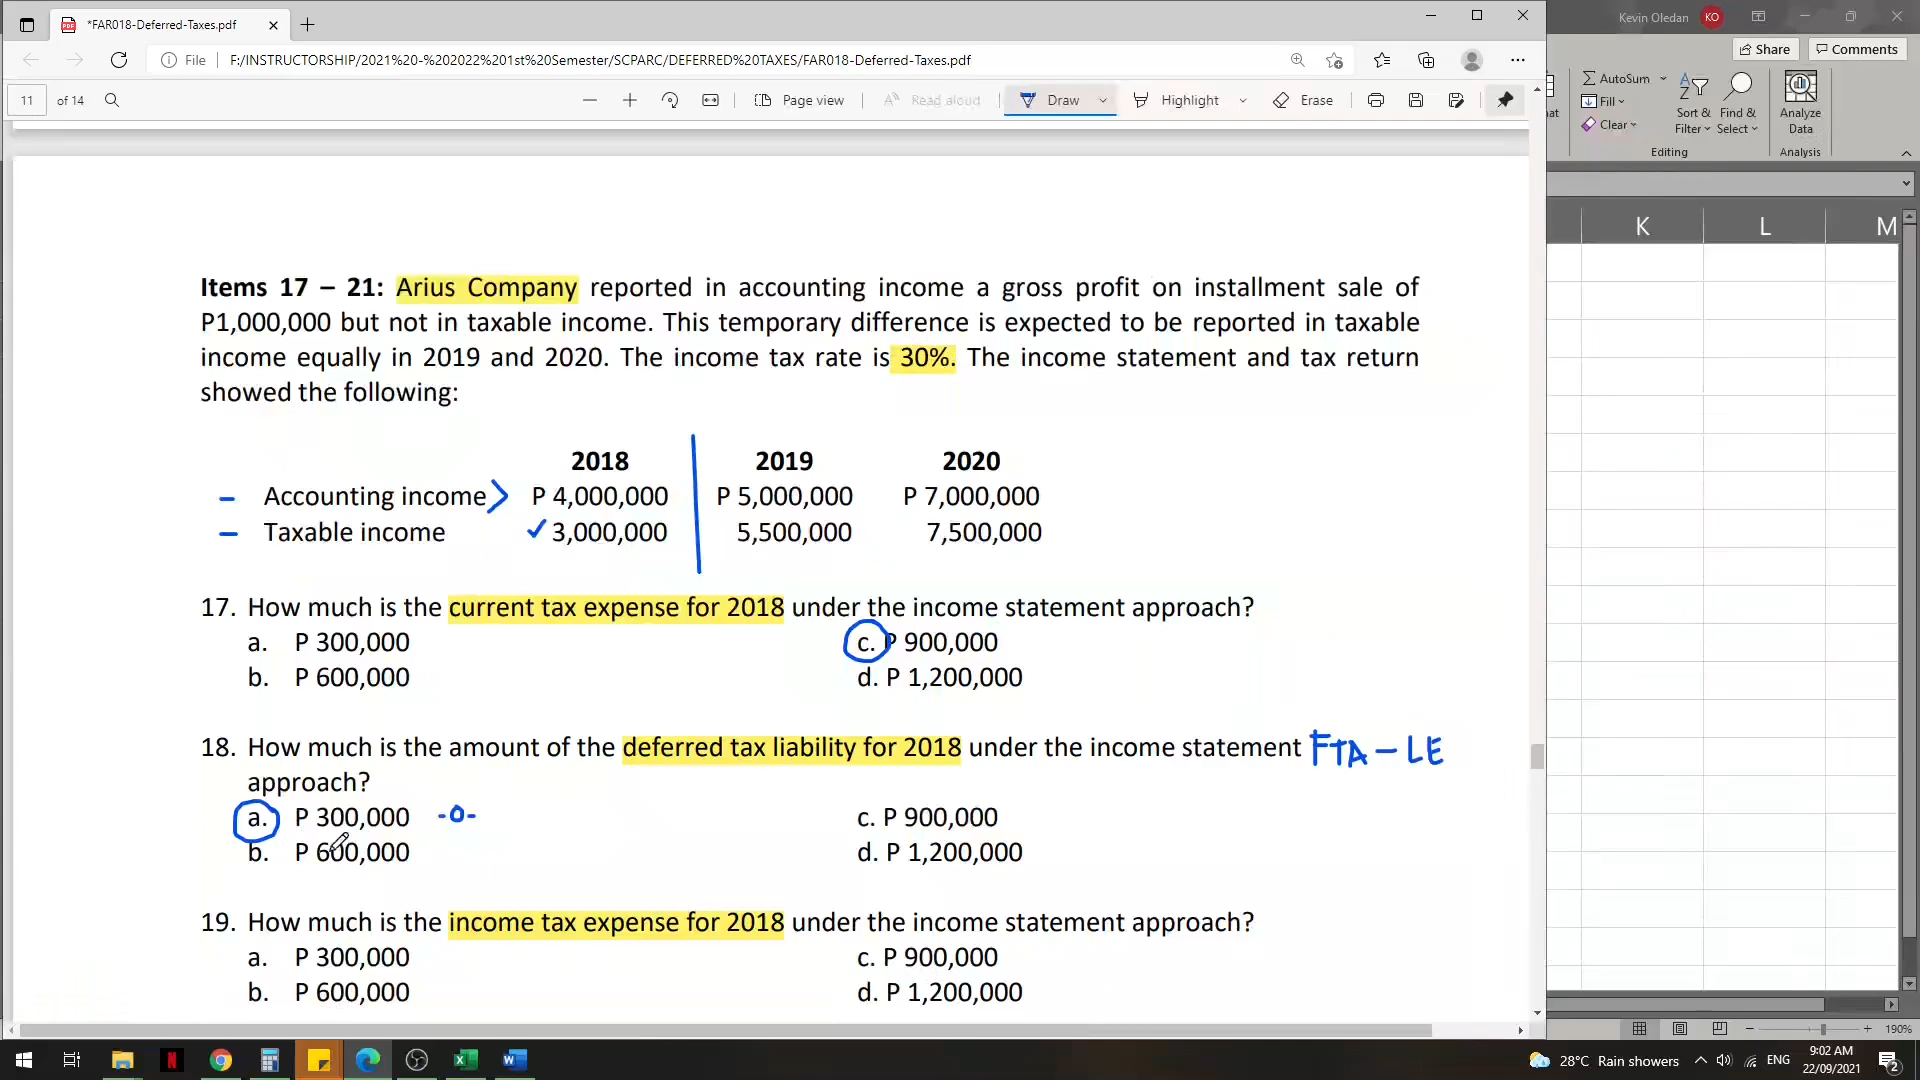 *FAR018-Deferred-Taxes.pdf
Kevin Oledan KO
File F:/INSTRUCTORSHIP/2021%20-%202022%201st%20Semester/SCPARC/DEFERRED%20TAXES/FAR018-Deferred-Taxes.pdf
Share Comments
11 of 14 Page view Read aloud Draw Highlight Erase
AutoSum
Fill
Clear
Sort & Filter
Find & Select
Analyze Data
Editing Analysis
K L M
Items 17 – 21: Arius Company reported in accounting income a gross profit on installment sale of
P1,000,000 but not in taxable income. This temporary difference is expected to be reported in taxable
income equally in 2019 and 2020. The income tax rate is 30%. The income statement and tax return
showed the following:
2018 2019 2020
– Accounting income > P 4,000,000 P 5,000,000 P 7,000,000
– Taxable income ✓ 3,000,000 5,500,000 7,500,000
17. How much is the current tax expense for 2018 under the income statement approach?
a. P 300,000 c. P 900,000
b. P 600,000 d. P 1,200,000
18. How much is the amount of the deferred tax liability for 2018 under the income statement FTA – LE
approach?
a. P 300,000 -0- c. P 900,000
b. P 600,000 d. P 1,200,000
19. How much is the income tax expense for 2018 under the income statement approach?
a. P 300,000 c. P 900,000
b. P 600,000 d. P 1,200,000
190%
28°C Rain showers ENG 9:02 AM
22/09/2021
2